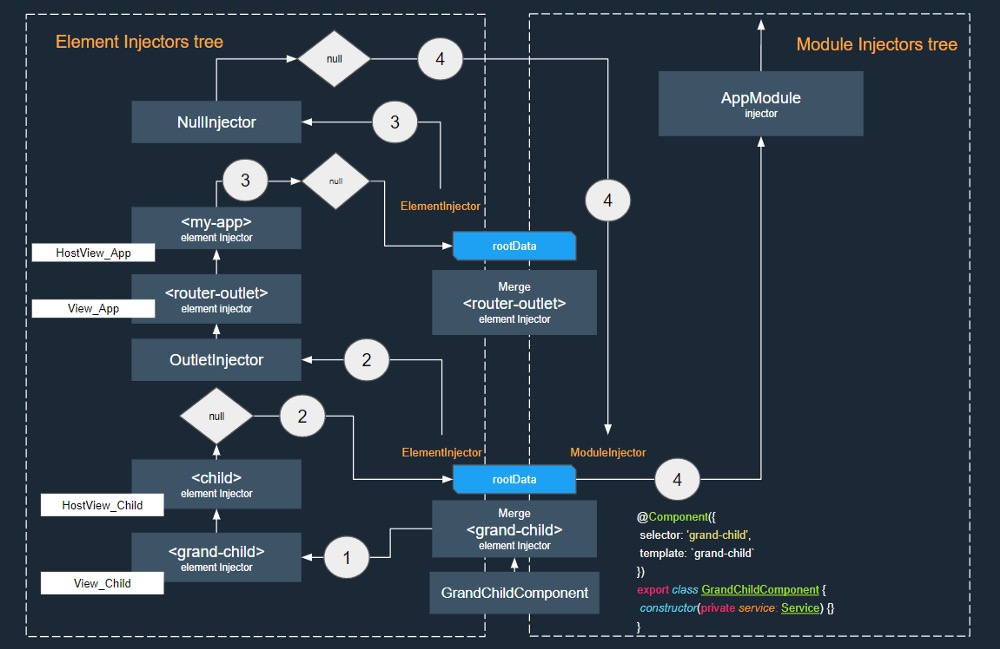 Element Injectors tree
Module Injectors tree
null
4
NullInjector
3
AppModule
injector
3
null
ElementInjector
4
<my-app>
element Injector
HostView_App
rootData
<router-outlet>
element injector
View_App
Merge
<router-outlet>
element Injector
OutletInjector
2
null
2
ElementInjector
ModuleInjector
<child>
element Injector
HostView_Child
rootData
4
Merge
<grand-child>
element Injector
<grand-child>
element Injector
View_Child
1
GrandChildComponent
@Component({
selector: 'grand-child',
template: `grand-child`
})
export class GrandChildComponent {
constructor(private service: Service) {}
}